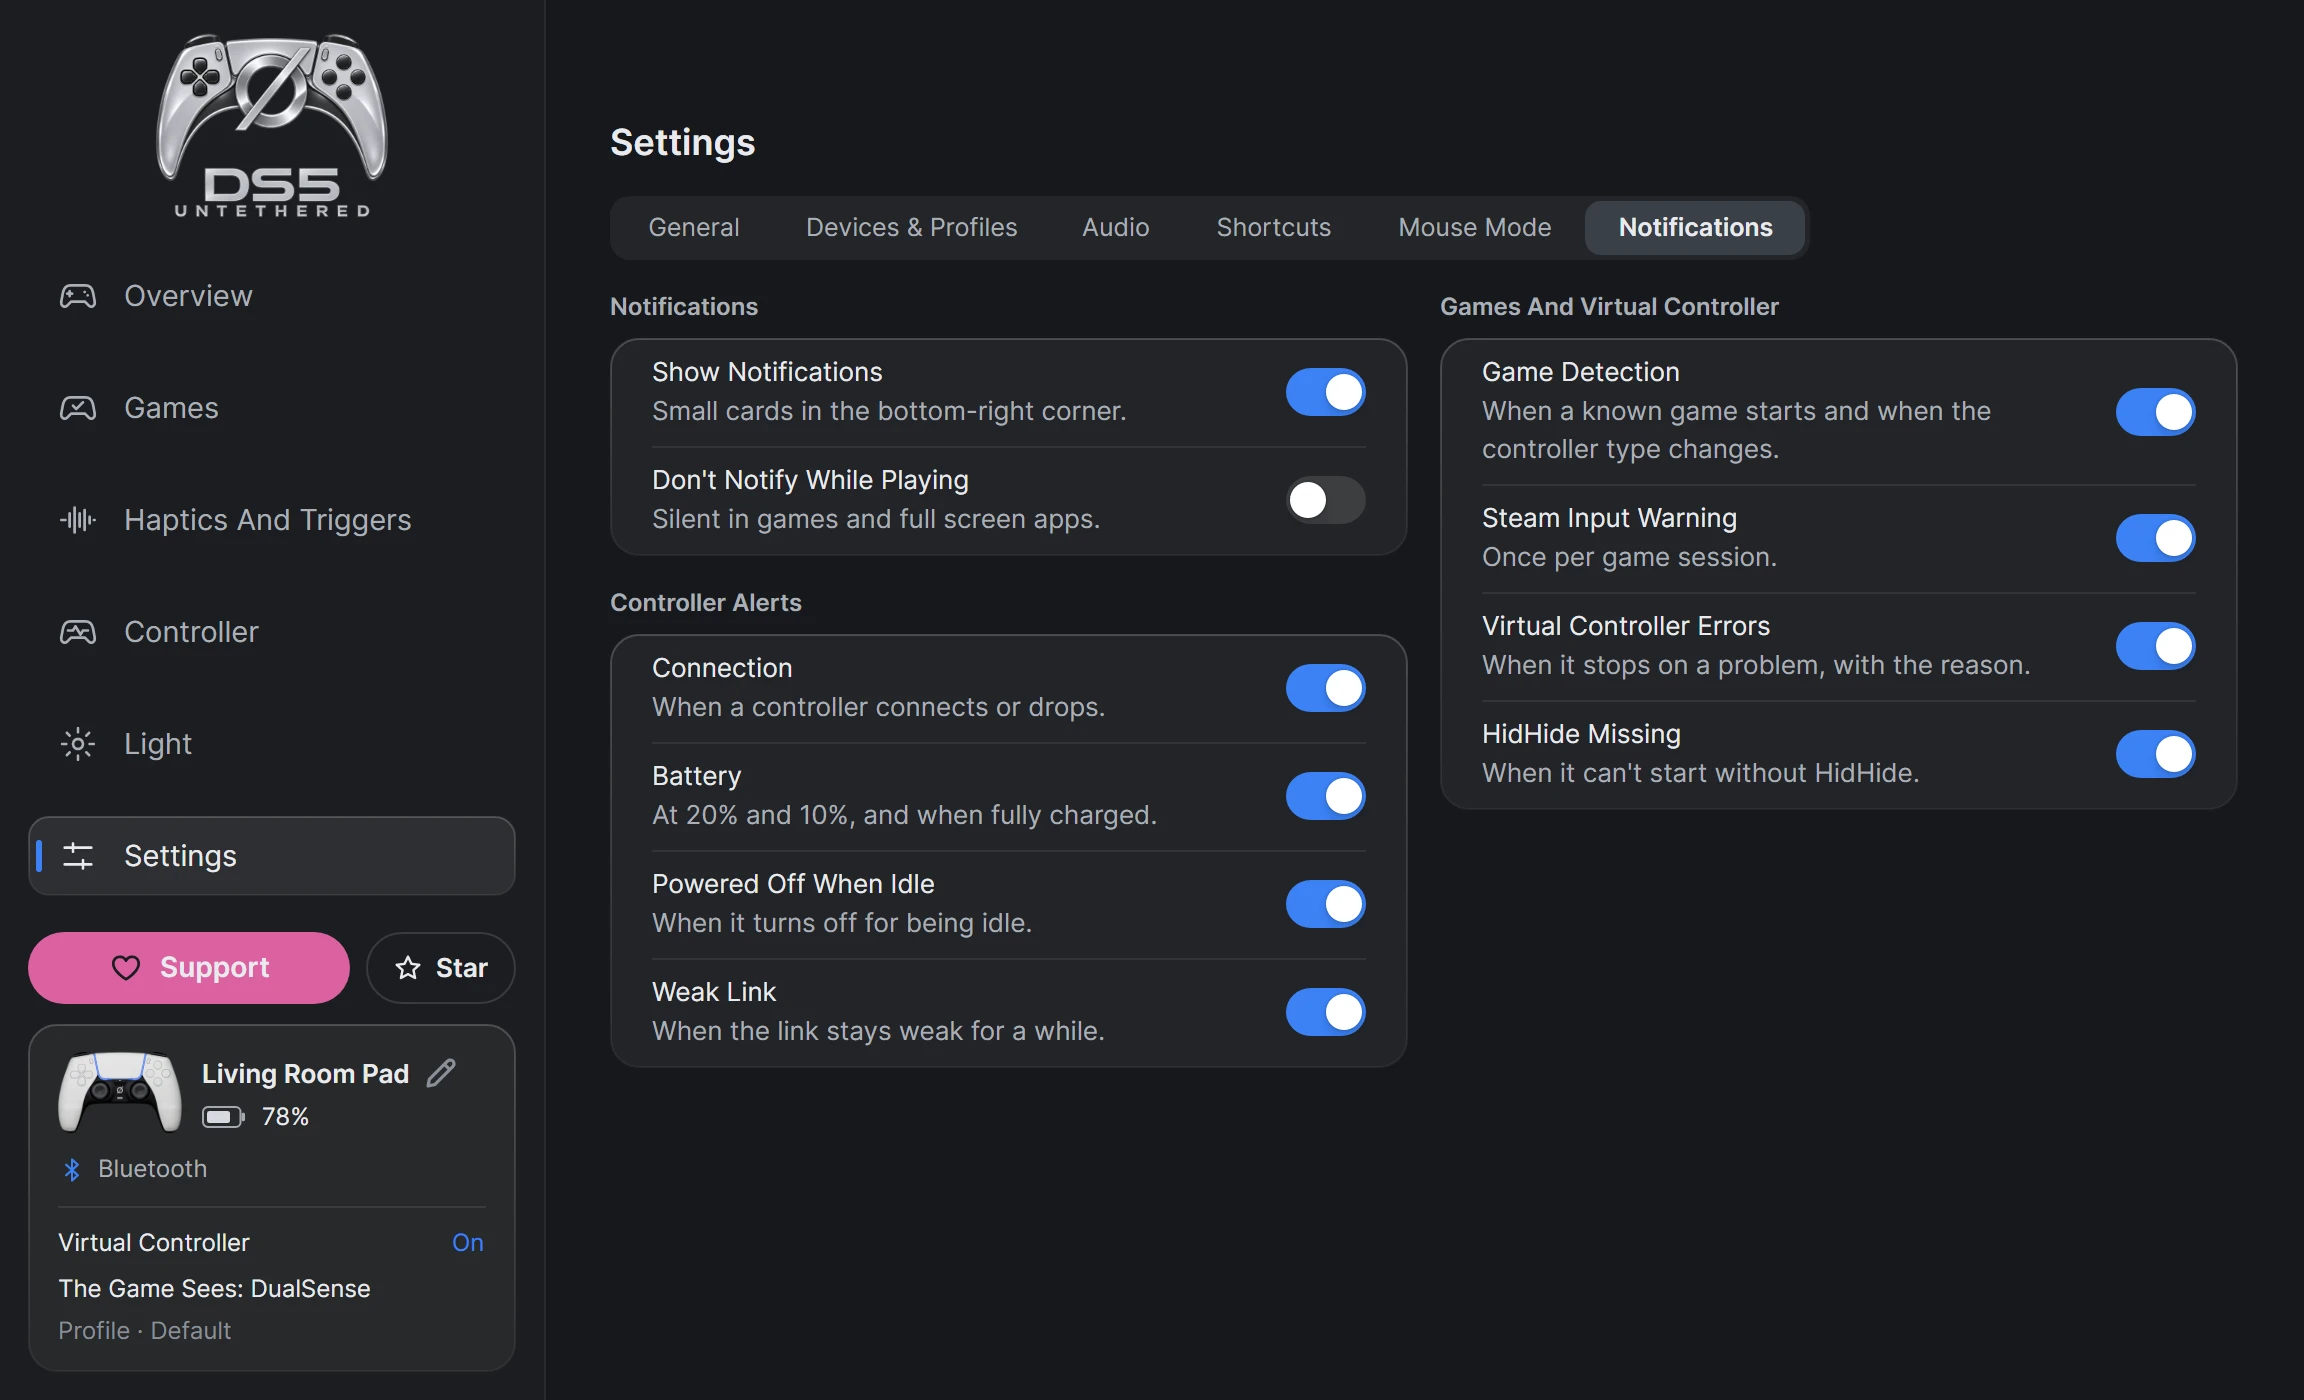 DS5
UNTETHERED
Overview
Games
Haptics And Triggers
Controller
Light
Settings
Support
Star
Living Room Pad
78%
Bluetooth
Virtual Controller
On
The Game Sees: DualSense
Profile · Default
Settings
General
Devices & Profiles
Audio
Shortcuts
Mouse Mode
Notifications
Notifications
Show Notifications
Small cards in the bottom-right corner.
Don't Notify While Playing
Silent in games and full screen apps.
Controller Alerts
Connection
When a controller connects or drops.
Battery
At 20% and 10%, and when fully charged.
Powered Off When Idle
When it turns off for being idle.
Weak Link
When the link stays weak for a while.
Games And Virtual Controller
Game Detection
When a known game starts and when the
controller type changes.
Steam Input Warning
Once per game session.
Virtual Controller Errors
When it stops on a problem, with the reason.
HidHide Missing
When it can't start without HidHide.